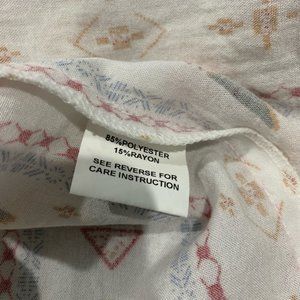 85%POLYESTER
15%RAYON
SEE REVERSE FOR
CARE INSTRUCTION